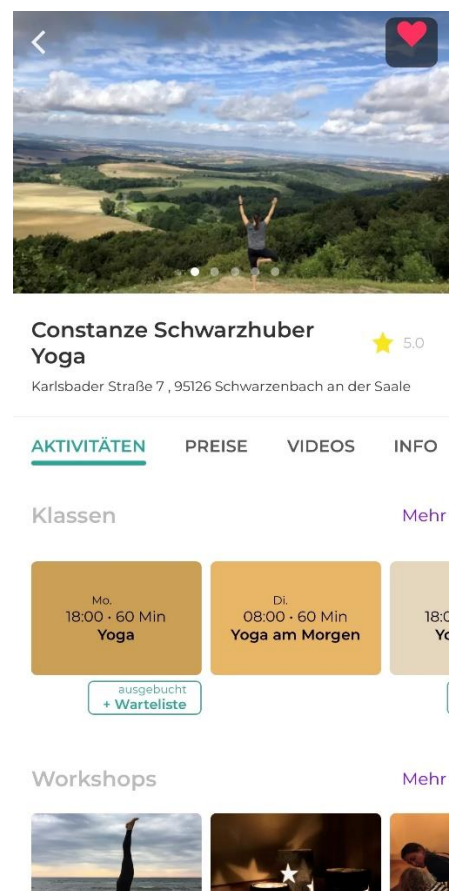 Constanze Schwarzhuber
Yoga
5.0
Karlsbader Straße 7 , 95126 Schwarzenbach an der Saale
AKTIVITÄTEN PREISE VIDEOS INFO
Klassen Mehr
Mo.
18:00 · 60 Min
Yoga
ausgebucht
+ Warteliste
Di.
08:00 · 60 Min
Yoga am Morgen
Workshops Mehr